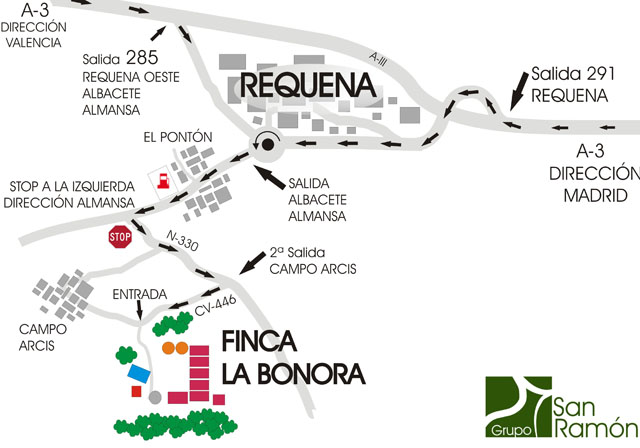 A-3
DIRECCIÓN
VALENCIA
Salida 285
REQUENA OESTE
ALBACETE
ALMANSA
A-III
REQUENA
Salida 291
REQUENA
A-3
DIRECCIÓN
MADRID
EL PONTÓN
STOP A LA IZQUIERDA
DIRECCIÓN ALMANSA
SALIDA
ALBACETE
ALMANSA
STOP
N-330
2ª Salida
CAMPO ARCIS
ENTRADA
CV-446
CAMPO
ARCIS
FINCA
LA BONORA
Grupo
San
Ramón